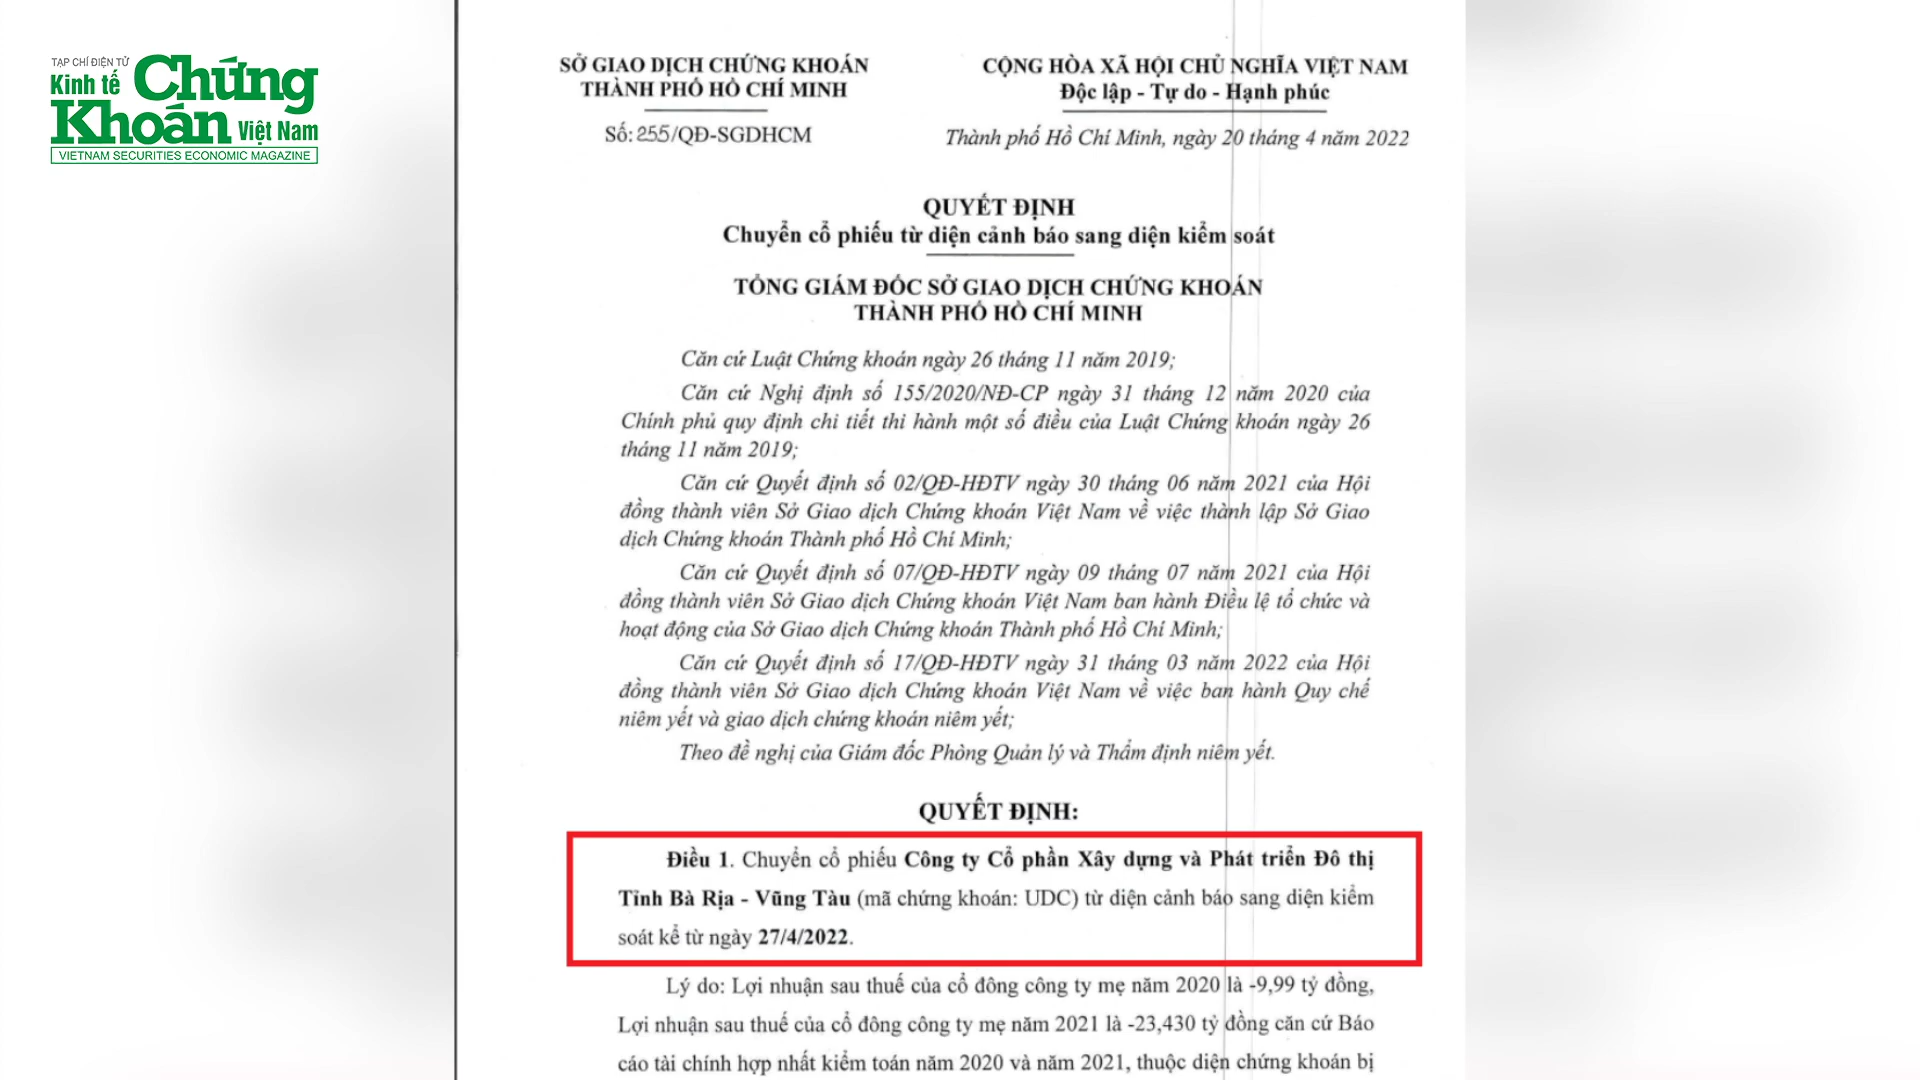 TẠP CHÍ ĐIỆN TỬ
Kinh tế Chứng
Khoán Việt Nam
VIETNAM SECURITIES ECONOMIC MAGAZINE
SỞ GIAO DỊCH CHỨNG KHOÁN
THÀNH PHỐ HỒ CHÍ MINH
Số: 255/QĐ-SGDHCM
CỘNG HÒA XÃ HỘI CHỦ NGHĨA VIỆT NAM
Độc lập - Tự do - Hạnh phúc
Thành phố Hồ Chí Minh, ngày 20 tháng 4 năm 2022
QUYẾT ĐỊNH
Chuyển cổ phiếu từ diện cảnh báo sang diện kiểm soát
TỔNG GIÁM ĐỐC SỞ GIAO DỊCH CHỨNG KHOÁN
THÀNH PHỐ HỒ CHÍ MINH
Căn cứ Luật Chứng khoán ngày 26 tháng 11 năm 2019;
Căn cứ Nghị định số 155/2020/NĐ-CP ngày 31 tháng 12 năm 2020 của
Chính phủ quy định chi tiết thi hành một số điều của Luật Chứng khoán ngày 26
tháng 11 năm 2019;
Căn cứ Quyết định số 02/QĐ-HĐTV ngày 30 tháng 06 năm 2021 của Hội
đồng thành viên Sở Giao dịch Chứng khoán Việt Nam về việc thành lập Sở Giao
dịch Chứng khoán Thành phố Hồ Chí Minh;
Căn cứ Quyết định số 07/QĐ-HĐTV ngày 09 tháng 07 năm 2021 của Hội
đồng thành viên Sở Giao dịch Chứng khoán Việt Nam ban hành Điều lệ tổ chức và
hoạt động của Sở Giao dịch Chứng khoán Thành phố Hồ Chí Minh;
Căn cứ Quyết định số 17/QĐ-HĐTV ngày 31 tháng 03 năm 2022 của Hội
đồng thành viên Sở Giao dịch Chứng khoán Việt Nam về việc ban hành Quy chế
niêm yết và giao dịch chứng khoán niêm yết;
Theo đề nghị của Giám đốc Phòng Quản lý và Thẩm định niêm yết.
QUYẾT ĐỊNH:
Điều 1. Chuyển cổ phiếu Công ty Cổ phần Xây dựng và Phát triển Đô thị
Tỉnh Bà Rịa - Vũng Tàu (mã chứng khoán: UDC) từ diện cảnh báo sang diện kiểm
soát kể từ ngày 27/4/2022.
Lý do: Lợi nhuận sau thuế của cổ đông công ty mẹ năm 2020 là -9,99 tỷ đồng,
Lợi nhuận sau thuế của cổ đông công ty mẹ năm 2021 là -23,430 tỷ đồng căn cứ Báo
cáo tài chính hợp nhất kiểm toán năm 2020 và năm 2021, thuộc diện chứng khoán bị